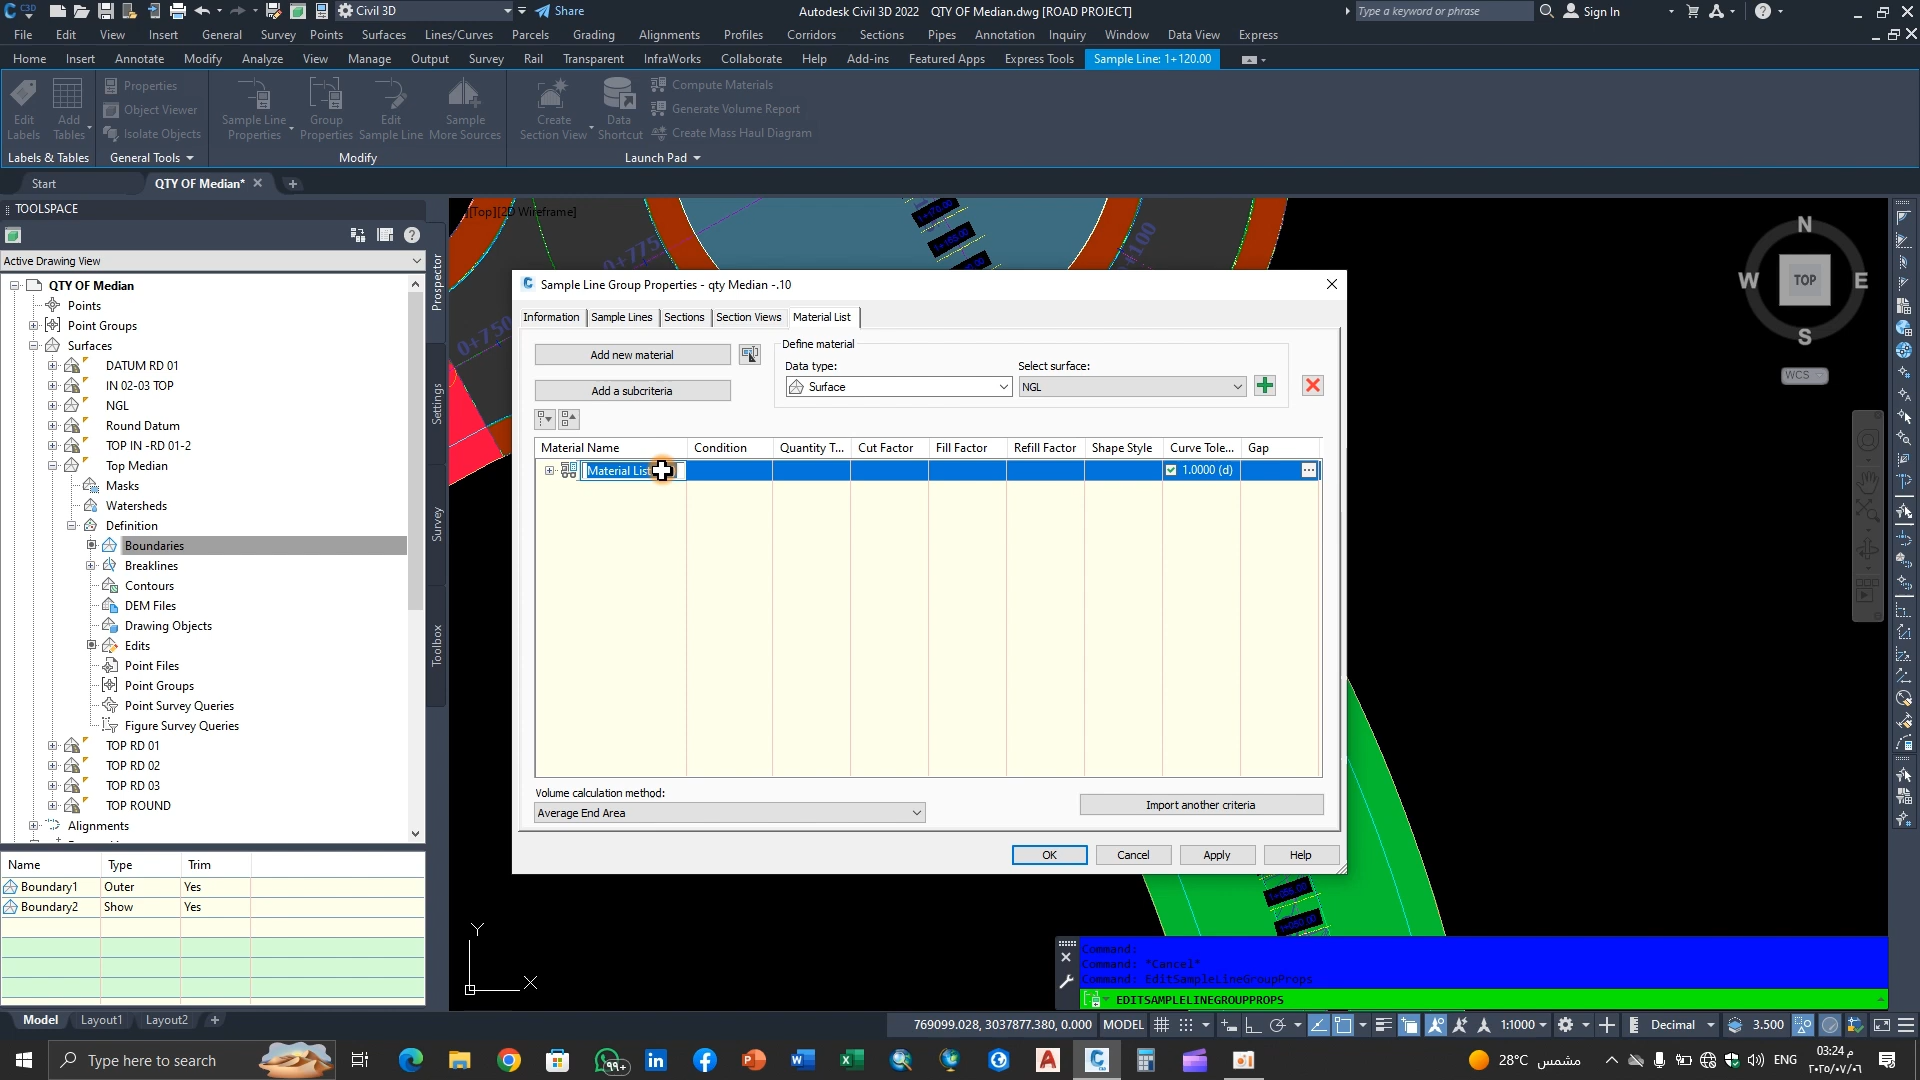 C3D
Civil 3D
Share
Autodesk Civil 3D 2022 QTY OF Median.dwg [ROAD PROJECT]
Type a keyword or phrase
Sign In
File Edit View Insert General Survey Points Surfaces Lines/Curves Parcels Grading Alignments Profiles Corridors Sections Pipes Annotation Inquiry Window Data View Express
Home Insert Annotate Modify Analyze View Manage Output Survey Rail Transparent InfraWorks Collaborate Help Add-ins Featured Apps Express Tools Sample Line: 1+120.00
Edit Labels
Add Tables
Properties
Object Viewer
Isolate Objects
Sample Line Properties
Group Properties
Edit Sample Line
Sample More Sources
Create Section View
Data Shortcut
Compute Materials
Generate Volume Report
Create Mass Haul Diagram
Labels & Tables General Tools Modify Launch Pad
Start QTY OF Median*
TOOLSPACE
Active Drawing View
QTY OF Median
Points
Point Groups
Surfaces
DATUM RD 01
IN 02-03 TOP
NGL
Round Datum
TOP IN -RD 01-2
Top Median
Masks
Watersheds
Definition
Boundaries
Breaklines
Contours
DEM Files
Drawing Objects
Edits
Point Files
Point Groups
Point Survey Queries
Figure Survey Queries
TOP RD 01
TOP RD 02
TOP RD 03
TOP ROUND
Alignments
Prospector
Settings
Survey
Toolbox
Name Type Trim
Boundary1 Outer Yes
Boundary2 Show Yes
[Top][2D Wireframe]
0+775
0+750
1+100
N
W TOP E
S
WCS
Sample Line Group Properties - qty Median -.10
Information Sample Lines Sections Section Views Material List
Add new material
Add a subcriteria
Define material
Data type:
Surface
Select surface:
NGL
Material Name Condition Quantity T... Cut Factor Fill Factor Refill Factor Shape Style Curve Tole... Gap
Material List 1.0000 (d) ...
Volume calculation method:
Average End Area
Import another criteria
OK Cancel Apply Help
Y
X
Command:
Command: *Cancel*
Command: EditSampleLineGroupProps
EDITSAMPLELINEGROUPPROPS
Model Layout1 Layout2
769099.028, 3037877.380, 0.000 MODEL 1:1000 Decimal 3.500
Type here to search
٩٩+
28°C مشمس
ENG
03:24 م
٢٠٢٥/٠٧/٠٦